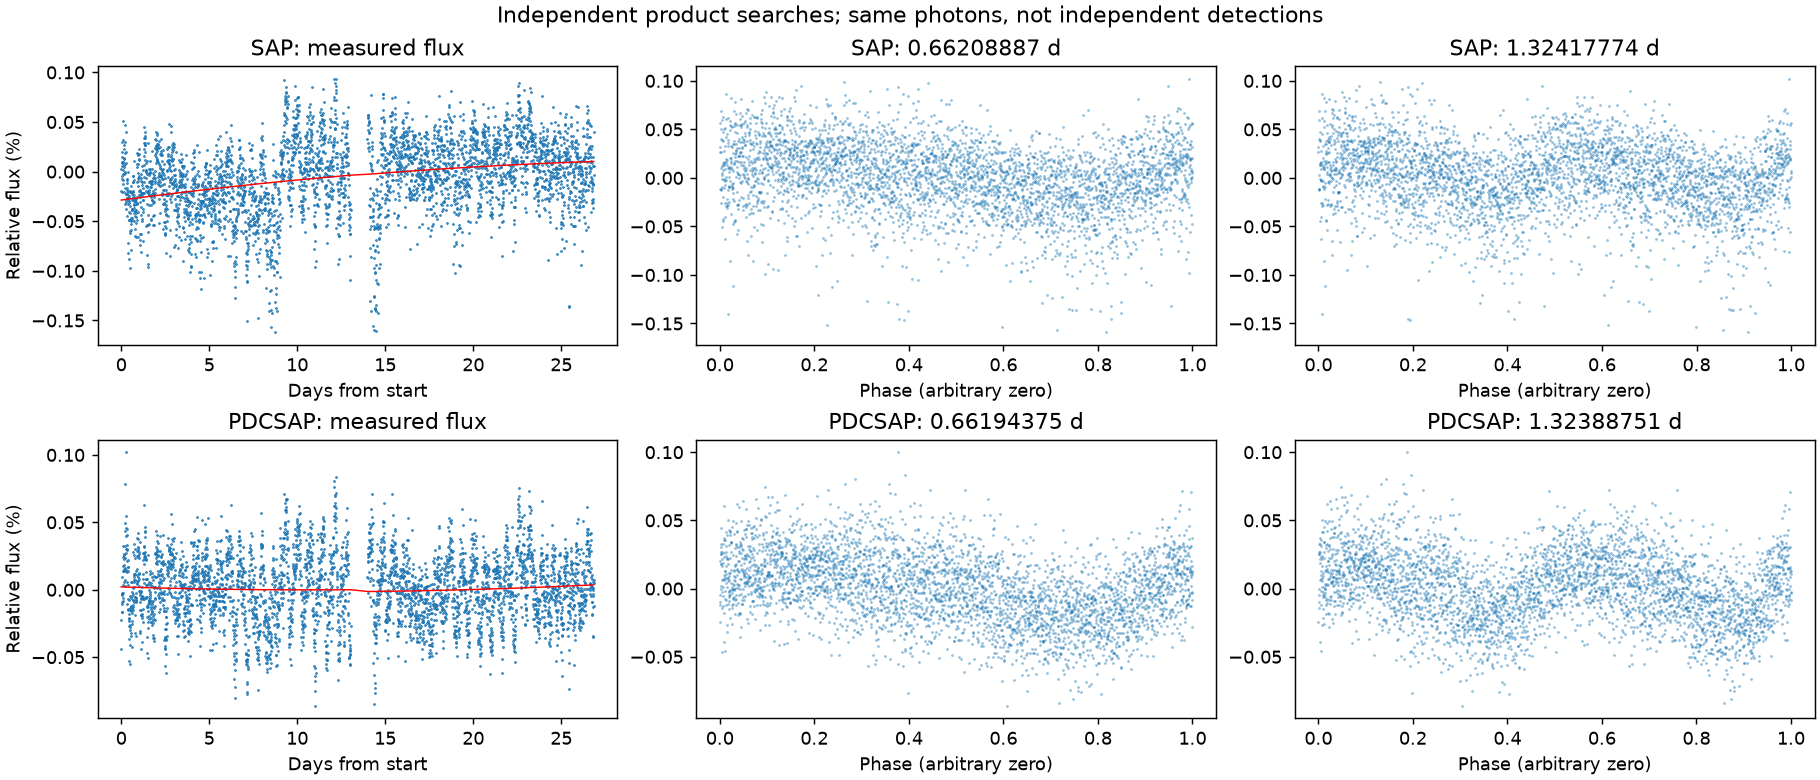 Independent product searches; same photons, not independent detections
SAP: measured flux
SAP: 0.66208887 d
SAP: 1.32417774 d
Relative flux (%)
0.10
0.05
0.00
−0.05
−0.10
−0.15
0 5 10 15 20 25
Days from start
0.10
0.05
0.00
−0.05
−0.10
−0.15
0.0 0.2 0.4 0.6 0.8 1.0
Phase (arbitrary zero)
0.10
0.05
0.00
−0.05
−0.10
−0.15
0.0 0.2 0.4 0.6 0.8 1.0
Phase (arbitrary zero)
PDCSAP: measured flux
PDCSAP: 0.66194375 d
PDCSAP: 1.32388751 d
Relative flux (%)
0.10
0.05
0.00
−0.05
0 5 10 15 20 25
Days from start
0.10
0.05
0.00
−0.05
0.0 0.2 0.4 0.6 0.8 1.0
Phase (arbitrary zero)
0.10
0.05
0.00
−0.05
0.0 0.2 0.4 0.6 0.8 1.0
Phase (arbitrary zero)